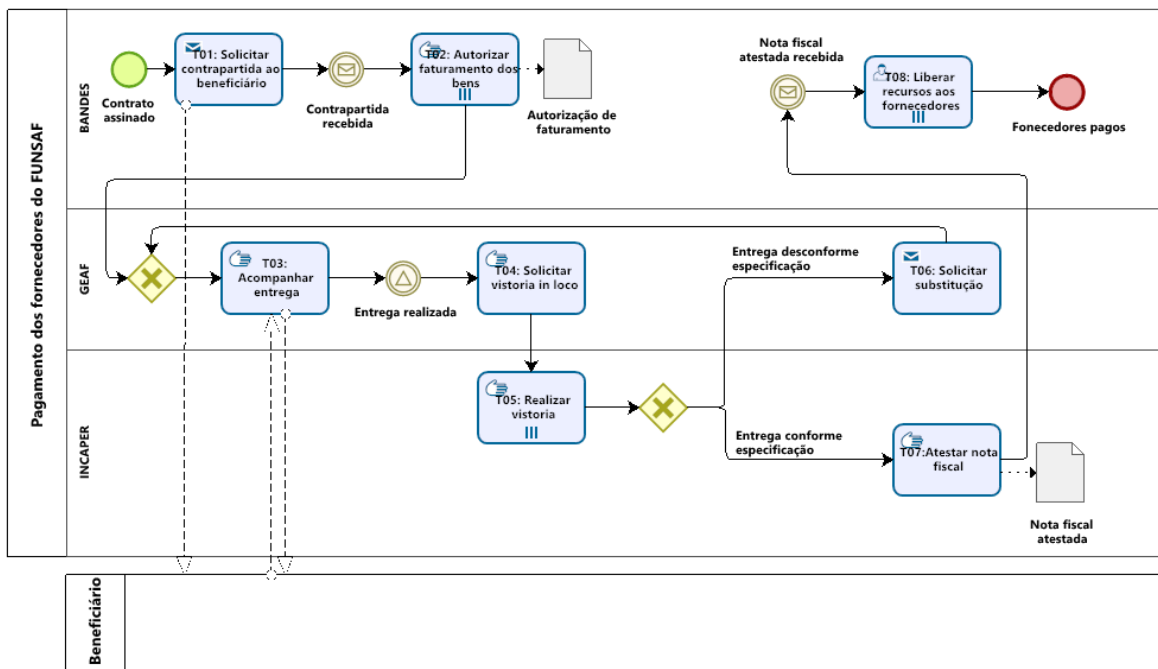 Pagamento dos fornecedores do FUNSAF
BANDES
Contrato
assinado
T01: Solicitar
contrapartida ao
beneficiário
Contrapartida
recebida
T02: Autorizar
faturamento dos
bens
Autorização de
faturamento
Nota fiscal
atestada recebida
T08: Liberar
recursos aos
fornecedores
Fonecedores pagos
GEAF
T03:
Acompanhar
entrega
Entrega realizada
T04: Solicitar
vistoria in loco
Entrega desconforme
especificação
T06: Solicitar
substitução
INCAPER
T05: Realizar
vistoria
Entrega conforme
especificação
T07:Atestar nota
fiscal
Nota fiscal
atestada
Beneficiário